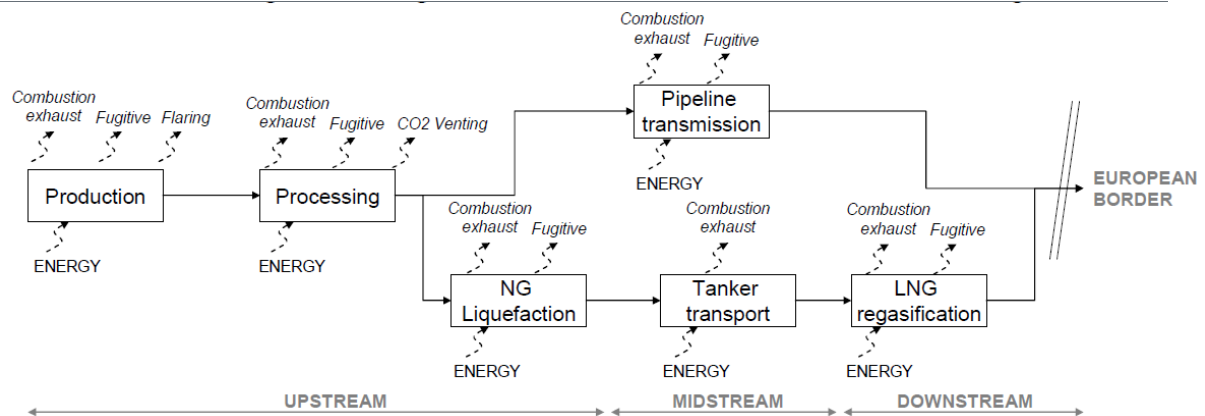 Combustion
exhaust
Fugitive
Combustion
exhaust
Fugitive
Flaring
Combustion
exhaust
Fugitive
CO2 Venting
Pipeline
transmission
Production
Processing
ENERGY
EUROPEAN
BORDER
Combustion
exhaust
Fugitive
Combustion
exhaust
Combustion
exhaust
Fugitive
ENERGY
ENERGY
NG
Liquefaction
Tanker
transport
LNG
regasification
ENERGY
ENERGY
ENERGY
UPSTREAM
MIDSTREAM
DOWNSTREAM